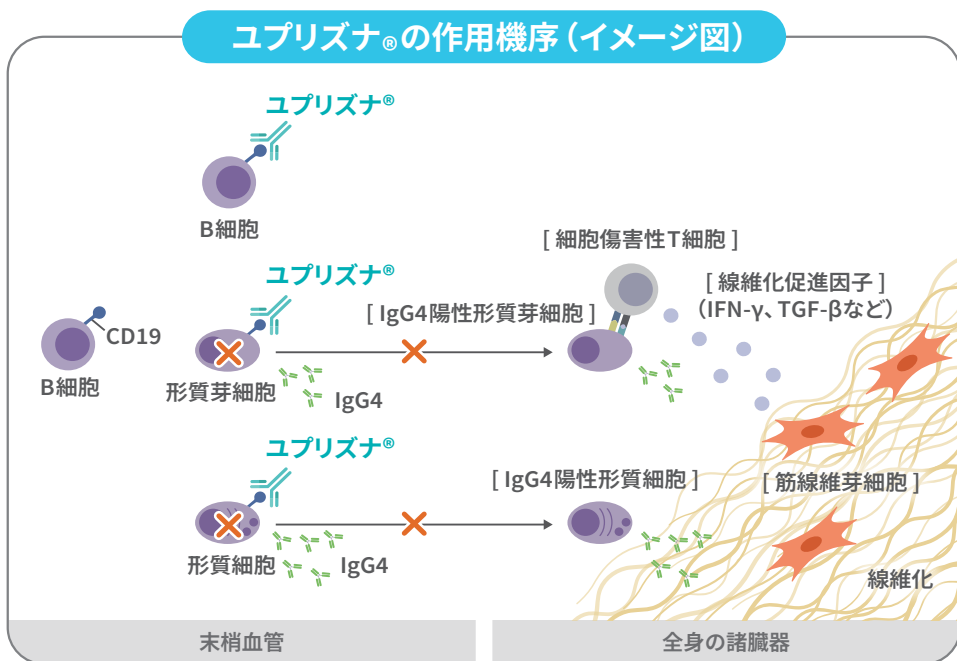 ユプリズナ®の作用機序（イメージ図）
ユプリズナ®
B細胞
[ 細胞傷害性T細胞 ]
ユプリズナ®
[ 線維化促進因子 ]
（IFN-γ、TGF-βなど）
[ IgG4陽性形質芽細胞 ]
CD19
B細胞
形質芽細胞
IgG4
ユプリズナ®
[ IgG4陽性形質細胞 ]
[ 筋線維芽細胞 ]
形質細胞
IgG4
線維化
末梢血管
全身の諸臓器